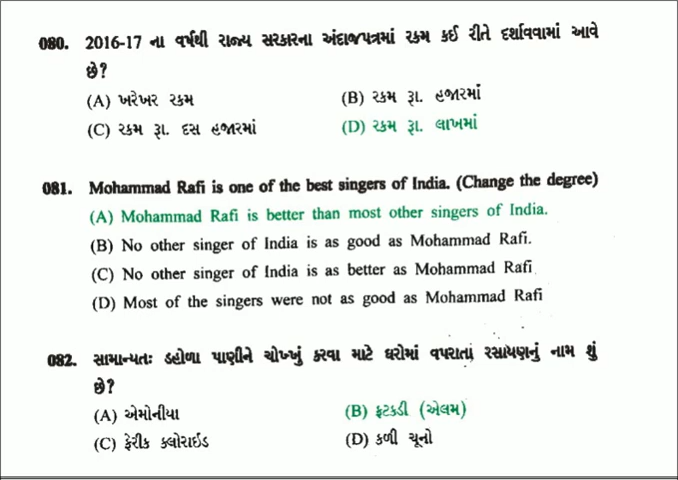 080. 2016-17 ના વર્ષથી રાજ્ય સરકારના અંદાજપત્રમાં રકમ કઈ રીતે દર્શાવવામાં આવે
છે?
(A) ખરેખર રકમ (B) રકમ રૂા. હજારમાં
(C) રકમ રૂા. દસ હજારમાં (D) રકમ રૂા. લાખમાં
081. Mohammad Rafi is one of the best singers of India. (Change the degree)
(A) Mohammad Rafi is better than most other singers of India.
(B) No other singer of India is as good as Mohammad Rafi.
(C) No other singer of India is as better as Mohammad Rafi
(D) Most of the singers were not as good as Mohammad Rafi
082. સામાન્યતઃ ડહોળા પાણીને ચોખ્ખું કરવા માટે ઘરોમાં વપરાતાં રસાયણનું નામ શું
છે?
(A) એમોનીયા (B) ફટકડી (એલમ)
(C) ફેરીક ક્લોરાઇડ (D) કળી ચૂનો